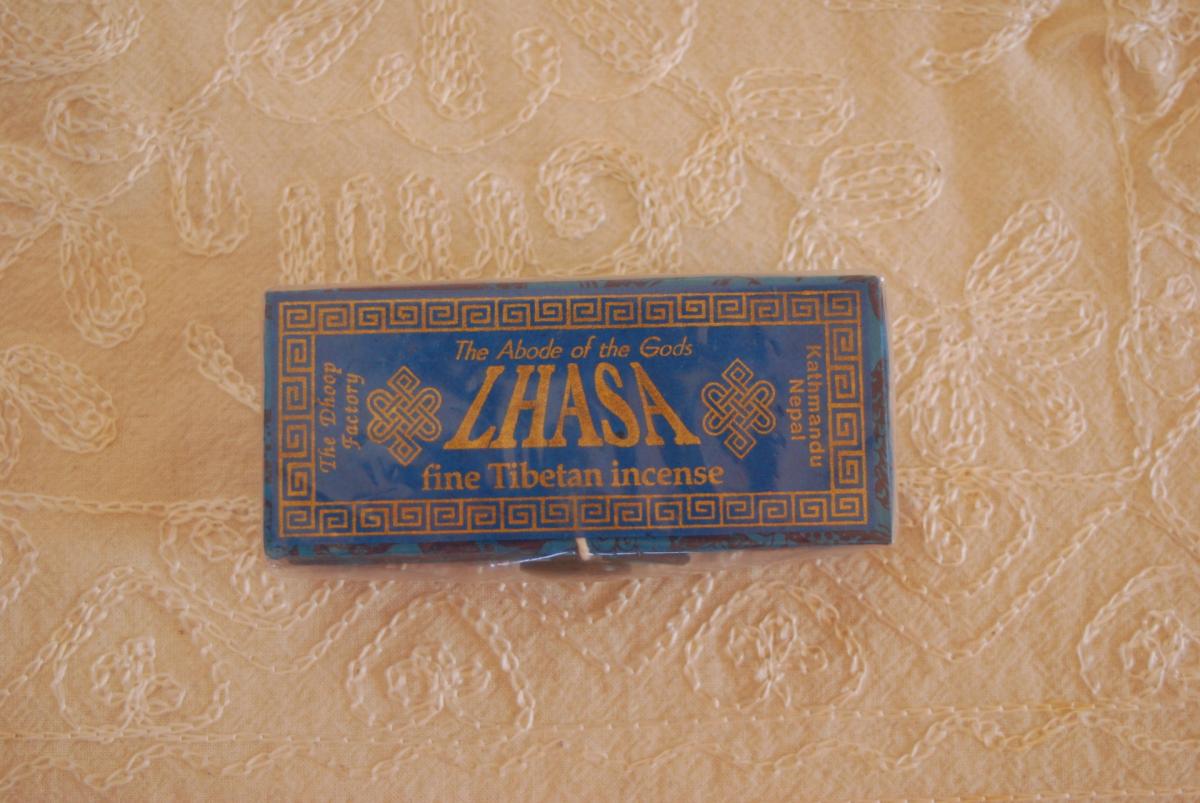 The Abode of the Gods
LHASA
fine Tibetan incense
The Dhoop
Factory
Kathmandu
Nepal